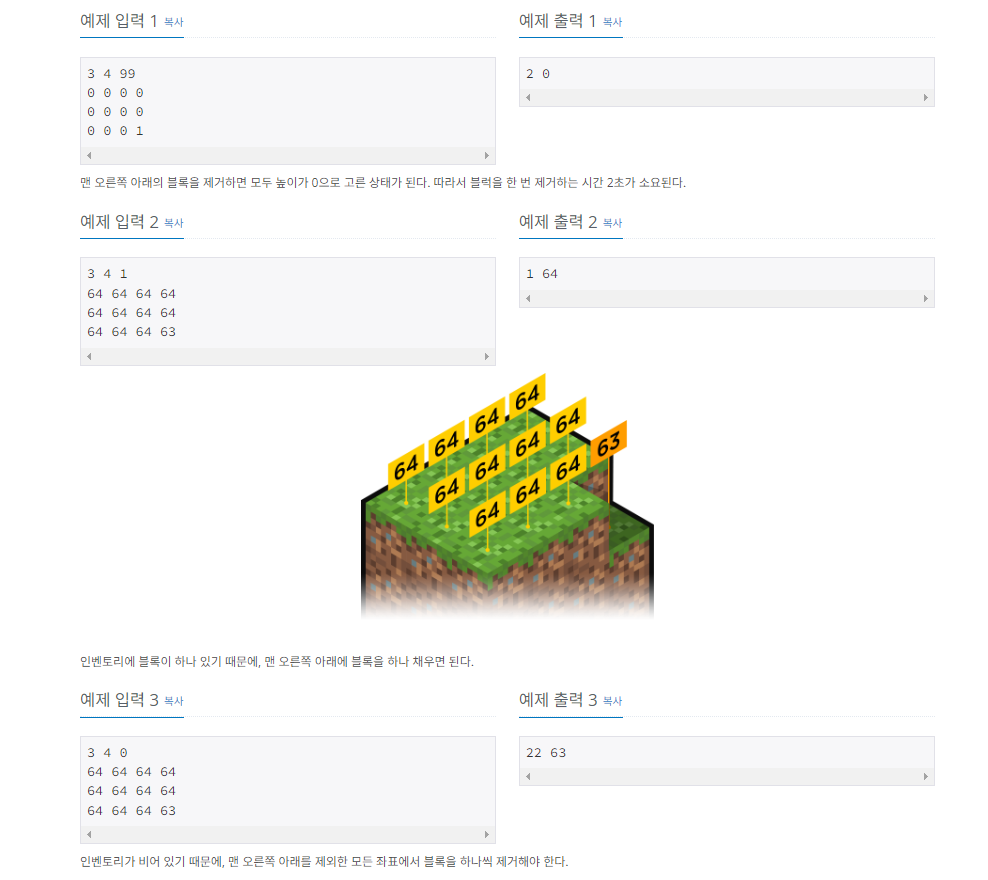 예제 입력 1 복사
예제 출력 1 복사
3 4 99
0 0 0 0
0 0 0 0
0 0 0 1
2 0
맨 오른쪽 아래의 블록을 제거하면 모두 높이가 0으로 고른 상태가 된다. 따라서 블럭을 한 번 제거하는 시간 2초가 소요된다.
예제 입력 2 복사
예제 출력 2 복사
3 4 1
64 64 64 64
64 64 64 64
64 64 64 63
1 64
64
64
64
64
64
64
63
64
64
64
64
64
인벤토리에 블록이 하나 있기 때문에, 맨 오른쪽 아래에 블록을 하나 채우면 된다.
예제 입력 3 복사
예제 출력 3 복사
3 4 0
64 64 64 64
64 64 64 64
64 64 64 63
22 63
인벤토리가 비어 있기 때문에, 맨 오른쪽 아래를 제외한 모든 좌표에서 블록을 하나씩 제거해야 한다.